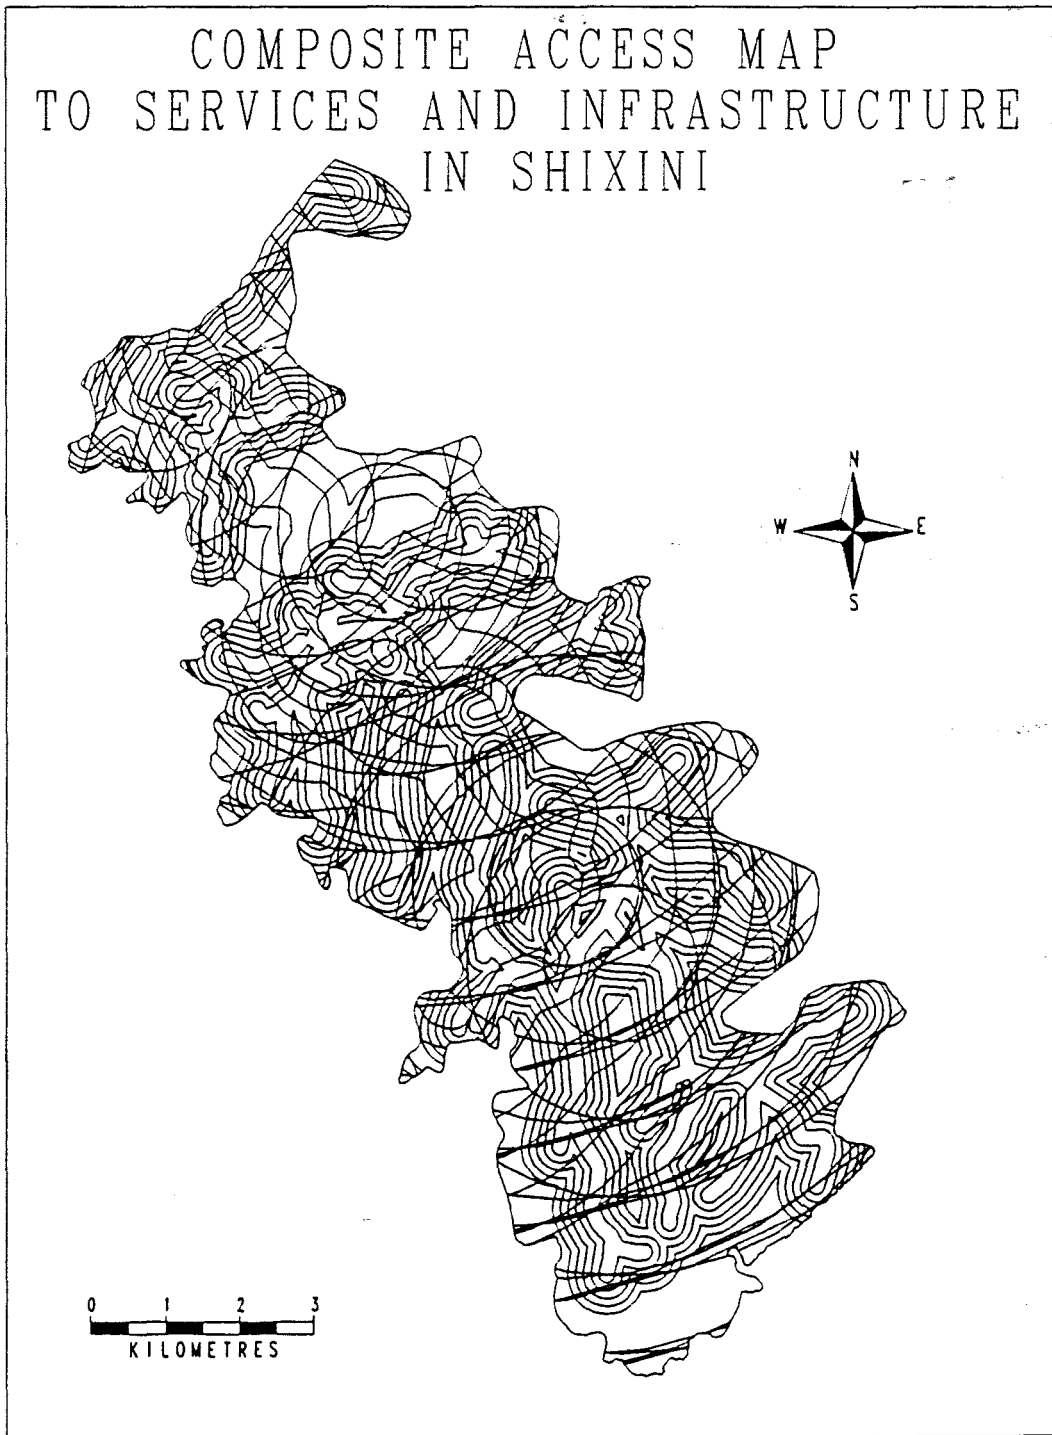 COMPOSITE ACCESS MAP
TO SERVICES AND INFRASTRUCTURE
IN SHIXINI
N
W E
S
0 1 2 3
KILOMETRES